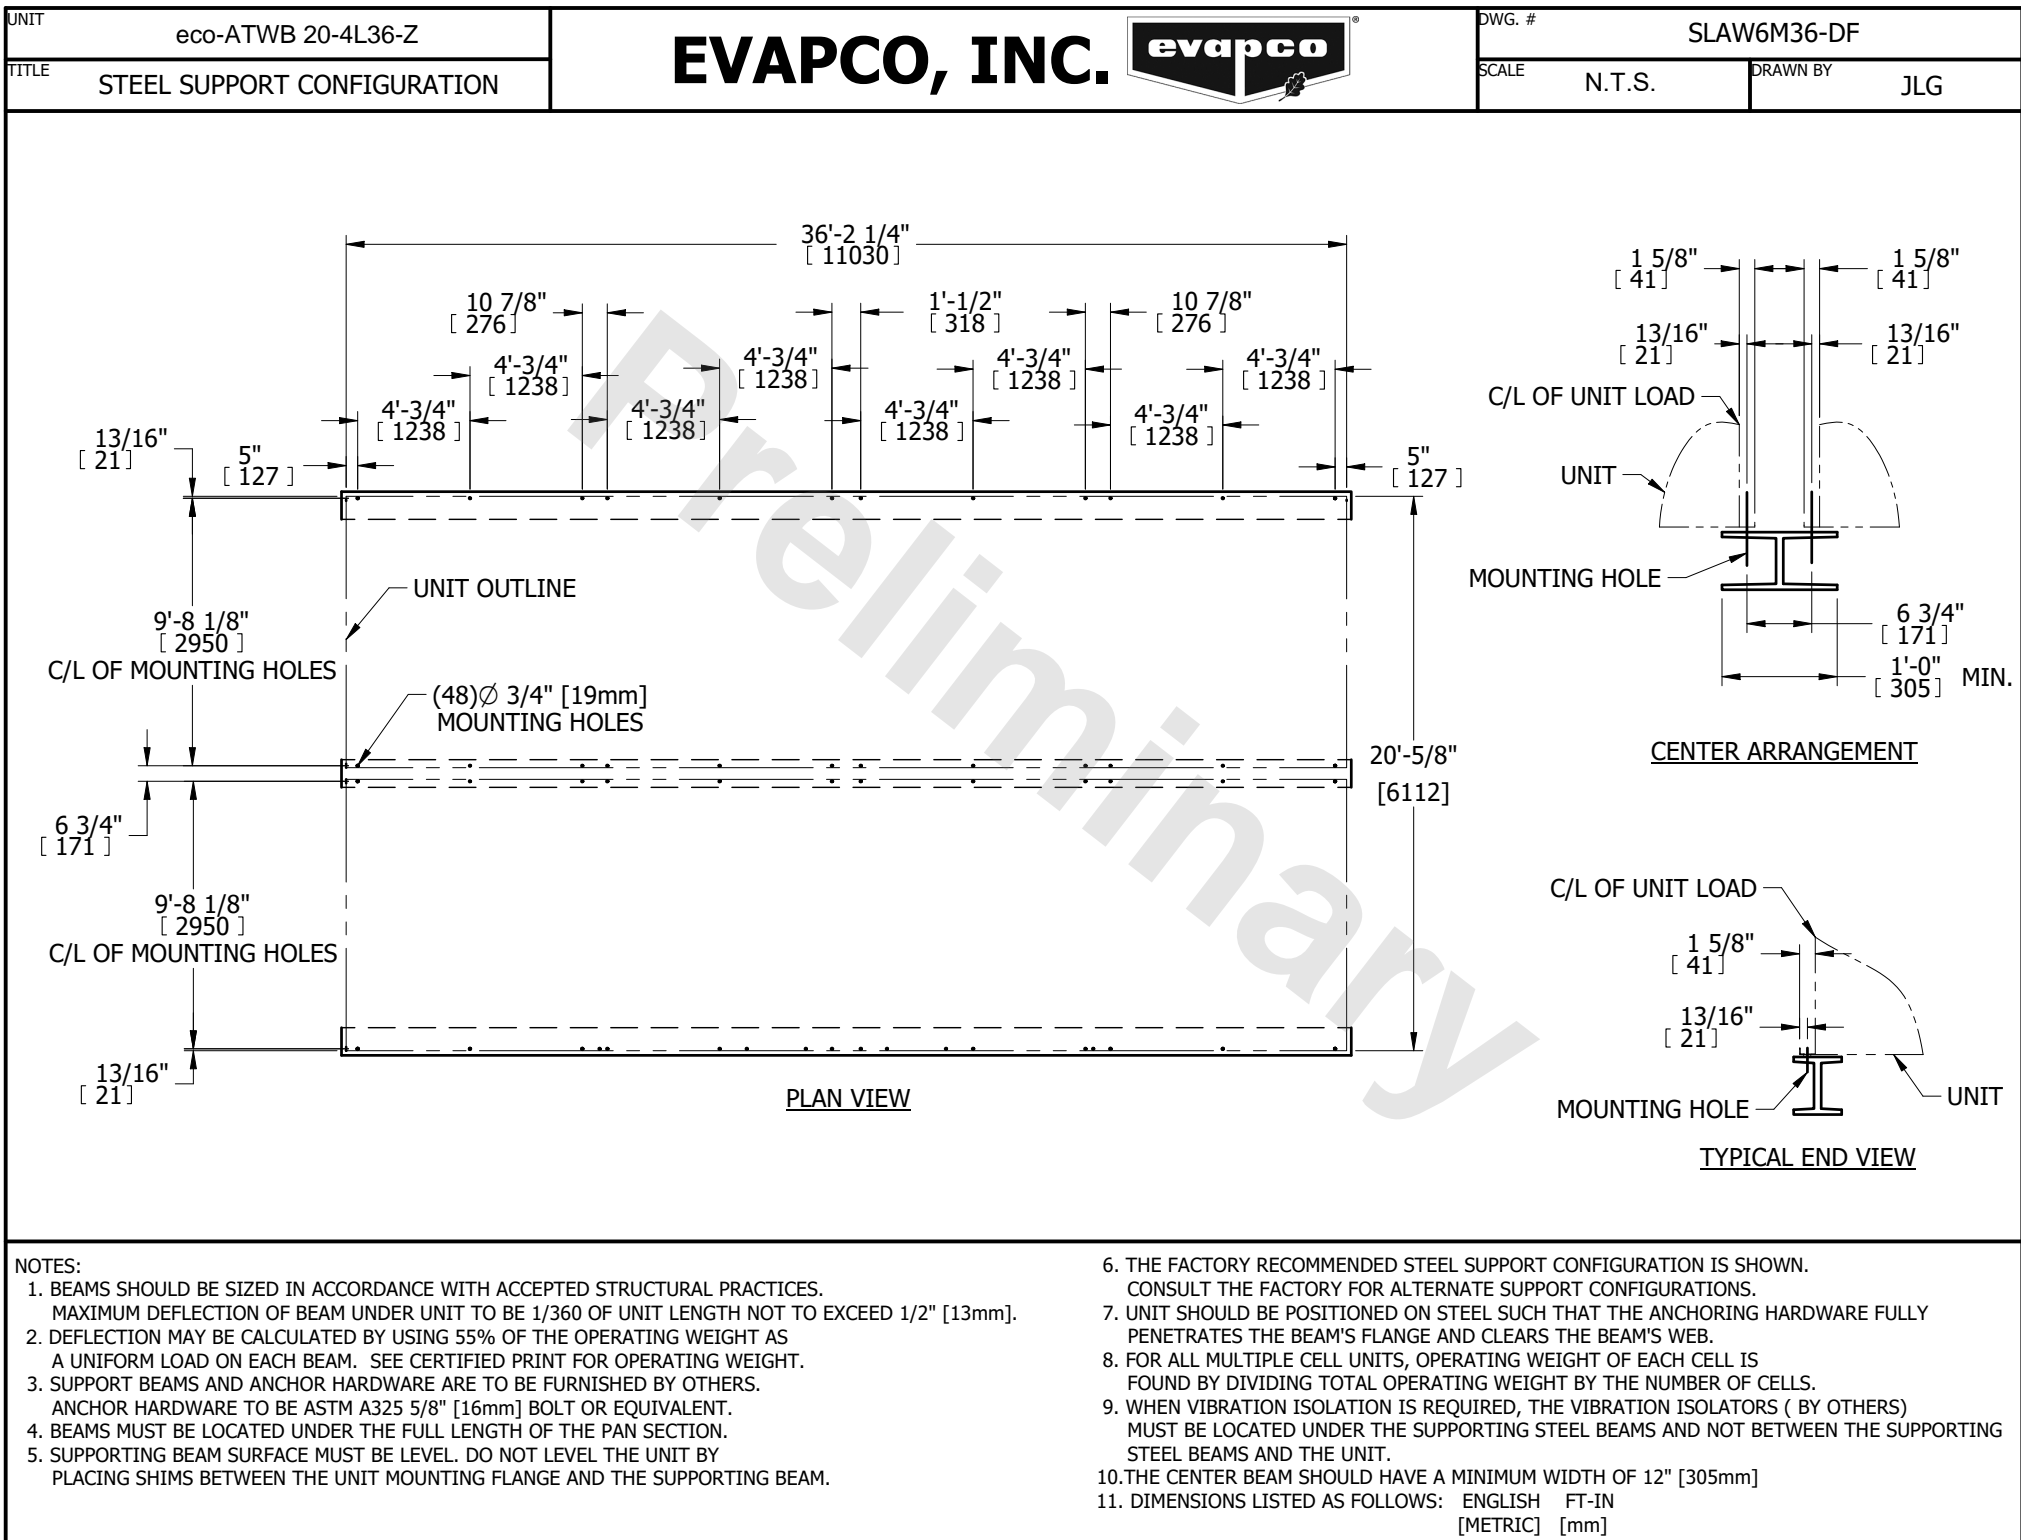 UNIT
eco-ATWB 20-4L36-Z
TITLE
STEEL SUPPORT CONFIGURATION
EVAPCO, INC.
evapco
®
DWG. #
SLAW6M36-DF
SCALE
N.T.S.
DRAWN BY
JLG
36'-2 1/4"
[ 11030]
10 7/8"
[ 276]
1'-1/2"
[ 318 ]
10 7/8"
[ 276 ]
4'-3/4"
[ 1238]
4'-3/4"
[ 1238]
4'-3/4"
[ 1238]
4'-3/4"
[ 1238]
4'-3/4"
[ 1238 ]
4'-3/4"
[ 1238]
4'-3/4"
[ 1238]
4'-3/4"
[ 1238]
13/16"
[ 21]
5"
[ 127 ]
5"
[ 127 ]
UNIT OUTLINE
9'-8 1/8"
[ 2950 ]
C/L OF MOUNTING HOLES
(48)Ø 3/4" [19mm]
MOUNTING HOLES
6 3/4"
[ 171 ]
20'-5/8"
[6112]
9'-8 1/8"
[ 2950 ]
C/L OF MOUNTING HOLES
13/16"
[ 21]
PLAN VIEW
Preliminary
1 5/8"
[ 41]
1 5/8"
[ 41]
13/16"
[ 21]
13/16"
[ 21]
C/L OF UNIT LOAD
UNIT
MOUNTING HOLE
6 3/4"
[ 171]
1'-0"
[ 305] MIN.
CENTER ARRANGEMENT
C/L OF UNIT LOAD
1 5/8"
[ 41]
13/16"
[ 21]
MOUNTING HOLE
UNIT
TYPICAL END VIEW
NOTES:
1. BEAMS SHOULD BE SIZED IN ACCORDANCE WITH ACCEPTED STRUCTURAL PRACTICES.
MAXIMUM DEFLECTION OF BEAM UNDER UNIT TO BE 1/360 OF UNIT LENGTH NOT TO EXCEED 1/2" [13mm].
2. DEFLECTION MAY BE CALCULATED BY USING 55% OF THE OPERATING WEIGHT AS
A UNIFORM LOAD ON EACH BEAM. SEE CERTIFIED PRINT FOR OPERATING WEIGHT.
3. SUPPORT BEAMS AND ANCHOR HARDWARE ARE TO BE FURNISHED BY OTHERS.
ANCHOR HARDWARE TO BE ASTM A325 5/8" [16mm] BOLT OR EQUIVALENT.
4. BEAMS MUST BE LOCATED UNDER THE FULL LENGTH OF THE PAN SECTION.
5. SUPPORTING BEAM SURFACE MUST BE LEVEL. DO NOT LEVEL THE UNIT BY
PLACING SHIMS BETWEEN THE UNIT MOUNTING FLANGE AND THE SUPPORTING BEAM.
6. THE FACTORY RECOMMENDED STEEL SUPPORT CONFIGURATION IS SHOWN.
CONSULT THE FACTORY FOR ALTERNATE SUPPORT CONFIGURATIONS.
7. UNIT SHOULD BE POSITIONED ON STEEL SUCH THAT THE ANCHORING HARDWARE FULLY
PENETRATES THE BEAM'S FLANGE AND CLEARS THE BEAM'S WEB.
8. FOR ALL MULTIPLE CELL UNITS, OPERATING WEIGHT OF EACH CELL IS
FOUND BY DIVIDING TOTAL OPERATING WEIGHT BY THE NUMBER OF CELLS.
9. WHEN VIBRATION ISOLATION IS REQUIRED, THE VIBRATION ISOLATORS ( BY OTHERS)
MUST BE LOCATED UNDER THE SUPPORTING STEEL BEAMS AND NOT BETWEEN THE SUPPORTING
STEEL BEAMS AND THE UNIT.
10.THE CENTER BEAM SHOULD HAVE A MINIMUM WIDTH OF 12" [305mm]
11. DIMENSIONS LISTED AS FOLLOWS: ENGLISH FT-IN
[METRIC] [mm]